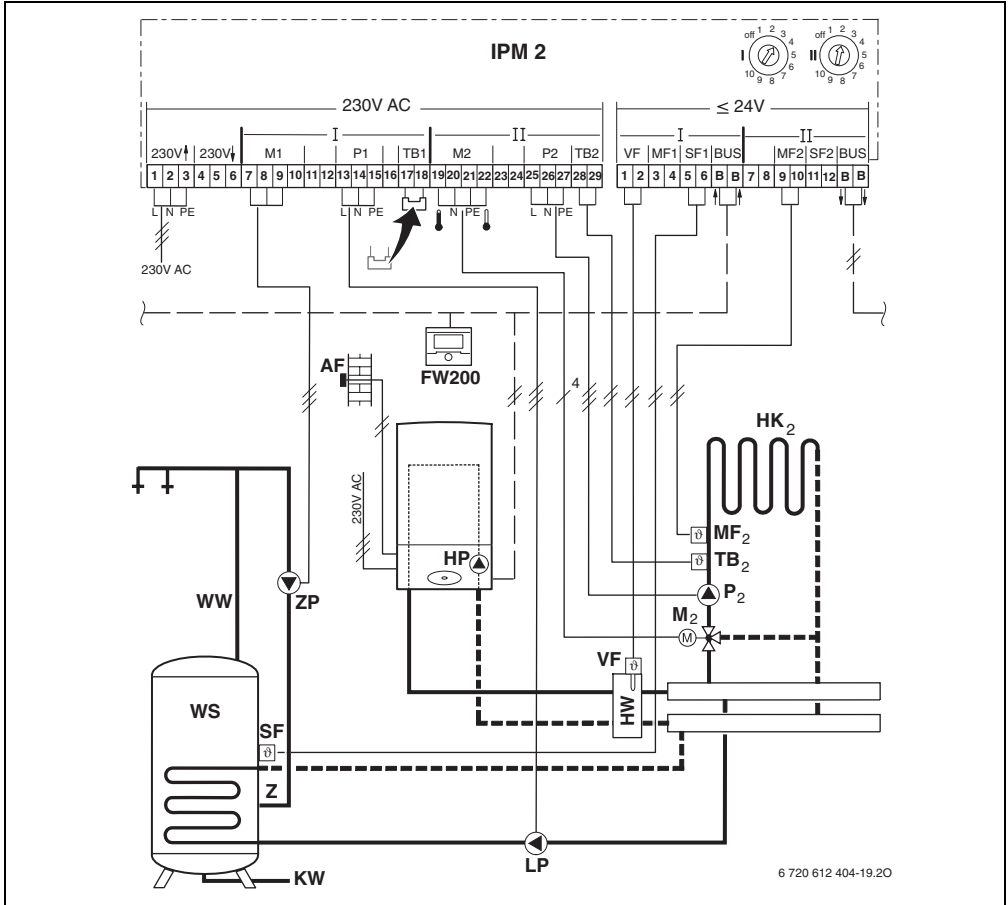 IPM 2
off 1 2 3 4 5 6 7 8 9 10
I
off 1 2 3 4 5 6 7 8 9 10
II
230V AC
≤ 24V
I
II
I
II
230V 230V M1 P1 TB1 M2 P2 TB2
VF MF1 SF1 BUS MF2 SF2 BUS
1 2 3 4 5 6 7 8 9 10 11 12 13 14 15 16 17 18 19 20 21 22 23 24 25 26 27 28 29
1 2 3 4 5 6 B B 7 8 9 10 11 12 B B
L N PE
L N PE
N PE
L N PE
230V AC
AF
FW200
4
HK2
230V AC
MF2
HP
TB2
ZP
P2
WW
M2
M
VF
ϑ
ϑ
ϑ
HW
WS
SF
ϑ
Z
LP
KW
6 720 612 404-19.2O